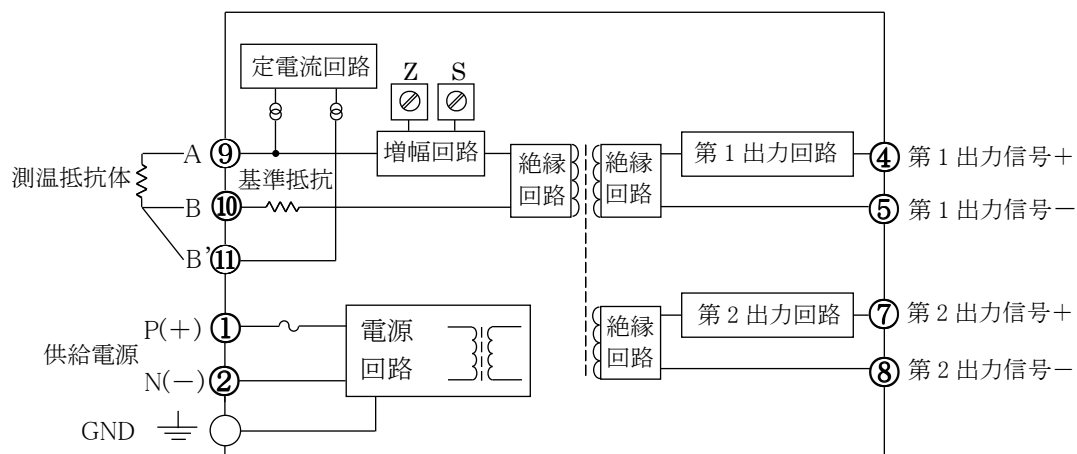 定電流回路
Z
S
A ⑨
増幅回路
絶縁
回路
絶縁
回路
第1出力回路
④ 第1出力信号+
測温抵抗体
基準抵抗
B ⑩
⑤ 第1出力信号-
B' ⑪
P(+) ①
供給電源
N(-) ②
電源
回路
絶縁
回路
第2出力回路
⑦ 第2出力信号+
⑧ 第2出力信号-
GND